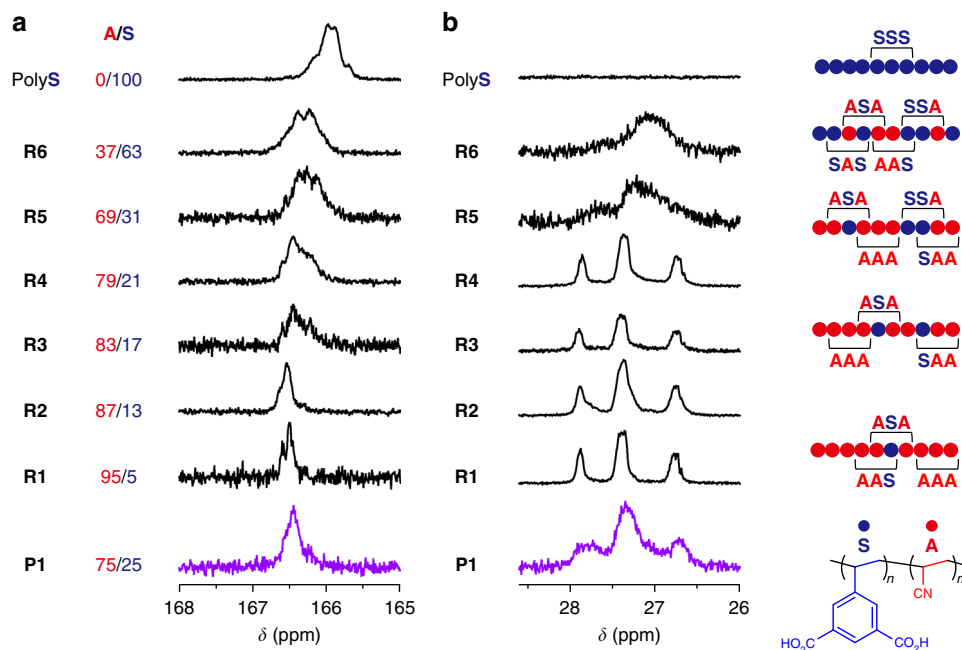 a
A/S
PolyS 0/100
R6 37/63
R5 69/31
R4 79/21
R3 83/17
R2 87/13
R1 95/5
P1 75/25
168 167 166 165
δ (ppm)
b
PolyS
R6
R5
R4
R3
R2
R1
P1
28 27 26
δ (ppm)
SSS
ASA SSA
SAS AAS
ASA SSA
AAA SAA
ASA
AAA SAA
ASA
AAS AAA
S A
n n
CN
HO₂C CO₂H